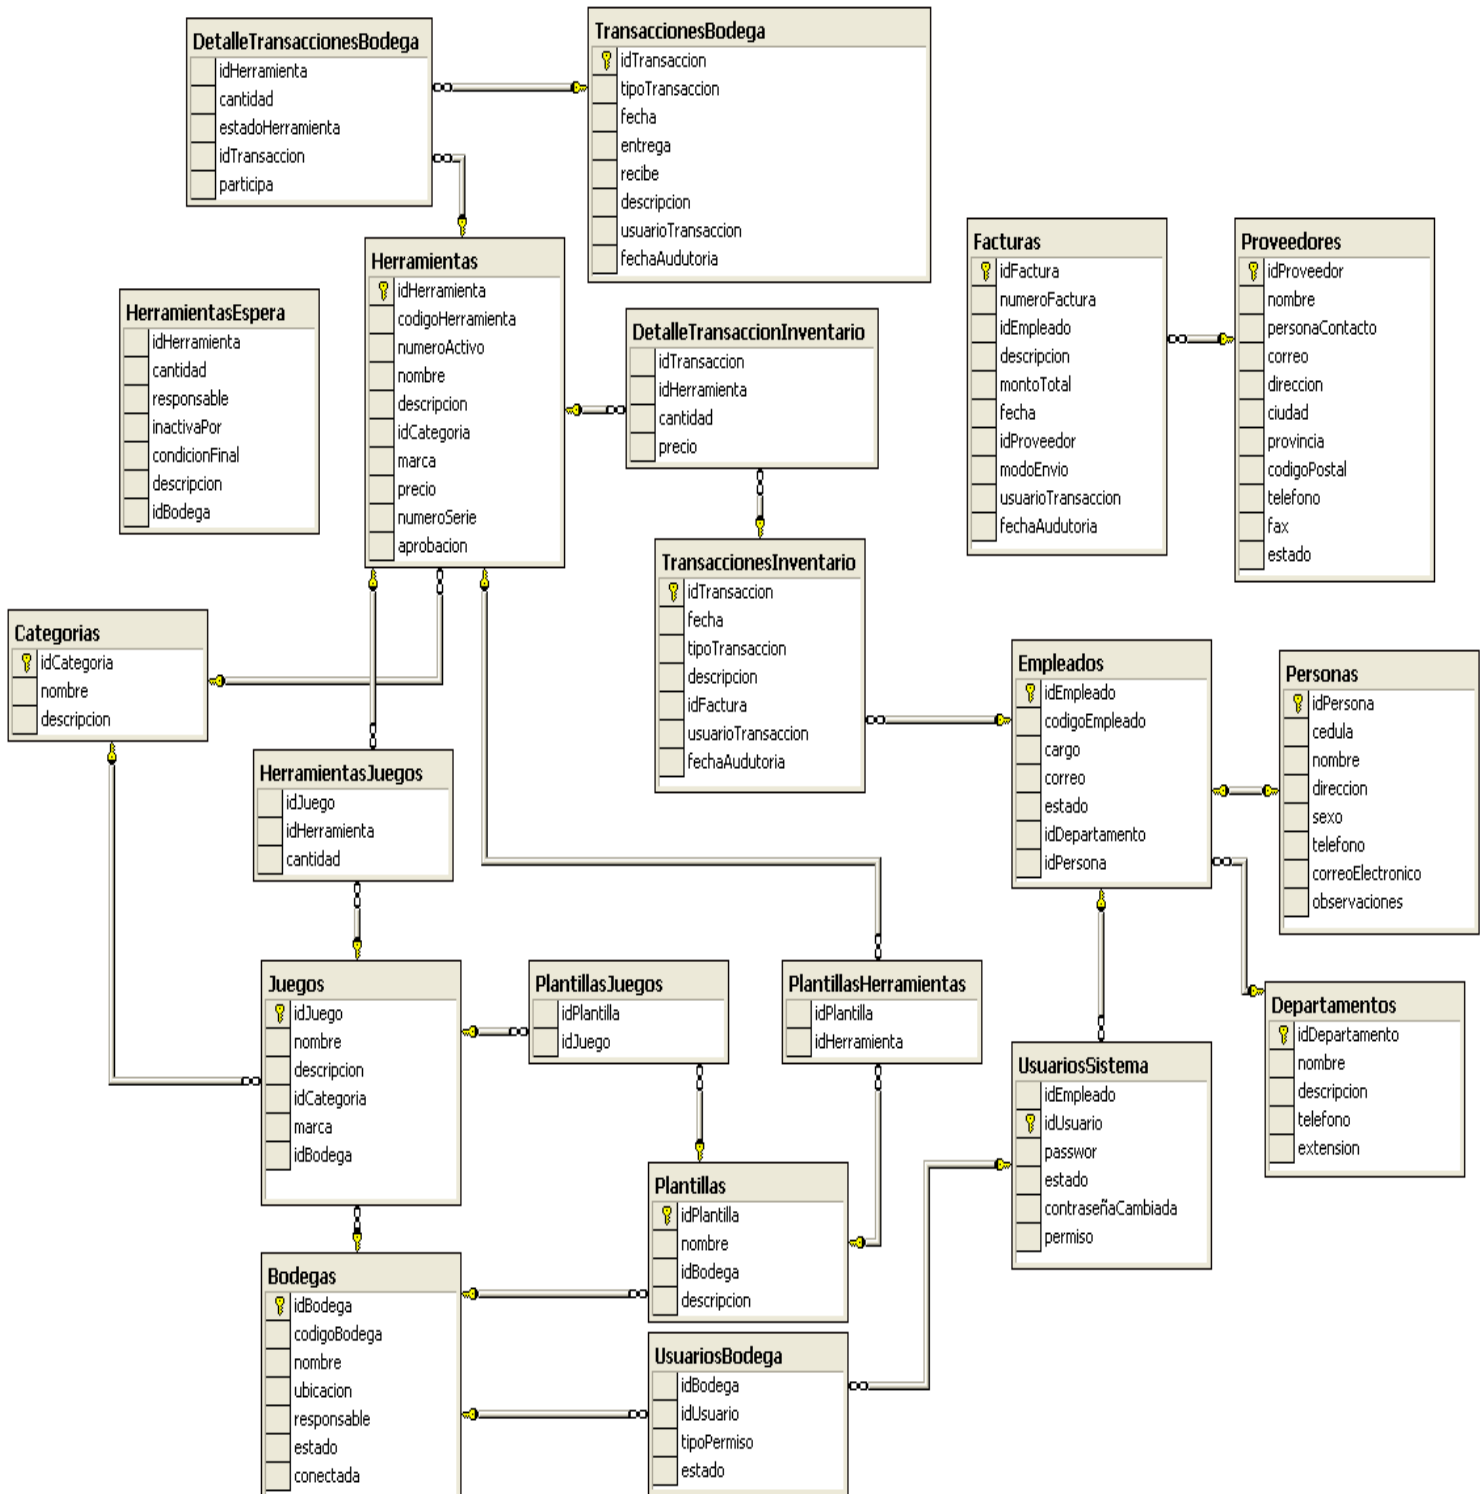 DetalleTransaccionesBodega
idHerramienta
cantidad
estadoHerramienta
idTransaccion
participa
TransaccionesBodega
idTransaccion
tipoTransaccion
fecha
entrega
recibe
descripcion
usuarioTransaccion
fechaAudutoria
Herramientas
idHerramienta
codigoHerramienta
numeroActivo
nombre
descripcion
idCategoria
marca
precio
numeroSerie
aprobacion
Facturas
idFactura
numeroFactura
idEmpleado
descripcion
montoTotal
fecha
idProveedor
modoEnvio
usuarioTransaccion
fechaAudutoria
Proveedores
idProveedor
nombre
personaContacto
correo
direccion
ciudad
provincia
codigoPostal
telefono
fax
estado
HerramientasEspera
idHerramienta
cantidad
responsable
inactivaPor
condicionFinal
descripcion
idBodega
DetalleTransaccionInventario
idTransaccion
idHerramienta
cantidad
precio
TransaccionesInventario
idTransaccion
fecha
tipoTransaccion
descripcion
idFactura
usuarioTransaccion
fechaAudutoria
Categorias
idCategoria
nombre
descripcion
Empleados
idEmpleado
codigoEmpleado
cargo
correo
estado
idDepartamento
idPersona
Personas
idPersona
cedula
nombre
direccion
sexo
telefono
correoElectronico
observaciones
HerramientasJuegos
idJuego
idHerramienta
cantidad
Juegos
idJuego
nombre
descripcion
idCategoria
marca
idBodega
PlantillasJuegos
idPlantilla
idJuego
PlantillasHerramientas
idPlantilla
idHerramienta
Departamentos
idDepartamento
nombre
descripcion
telefono
extension
UsuariosSistema
idEmpleado
idUsuario
passwor
estado
contraseñaCambiada
permiso
Plantillas
idPlantilla
nombre
idBodega
descripcion
Bodegas
idBodega
codigoBodega
nombre
ubicacion
responsable
estado
conectada
UsuariosBodega
idBodega
idUsuario
tipoPermiso
estado